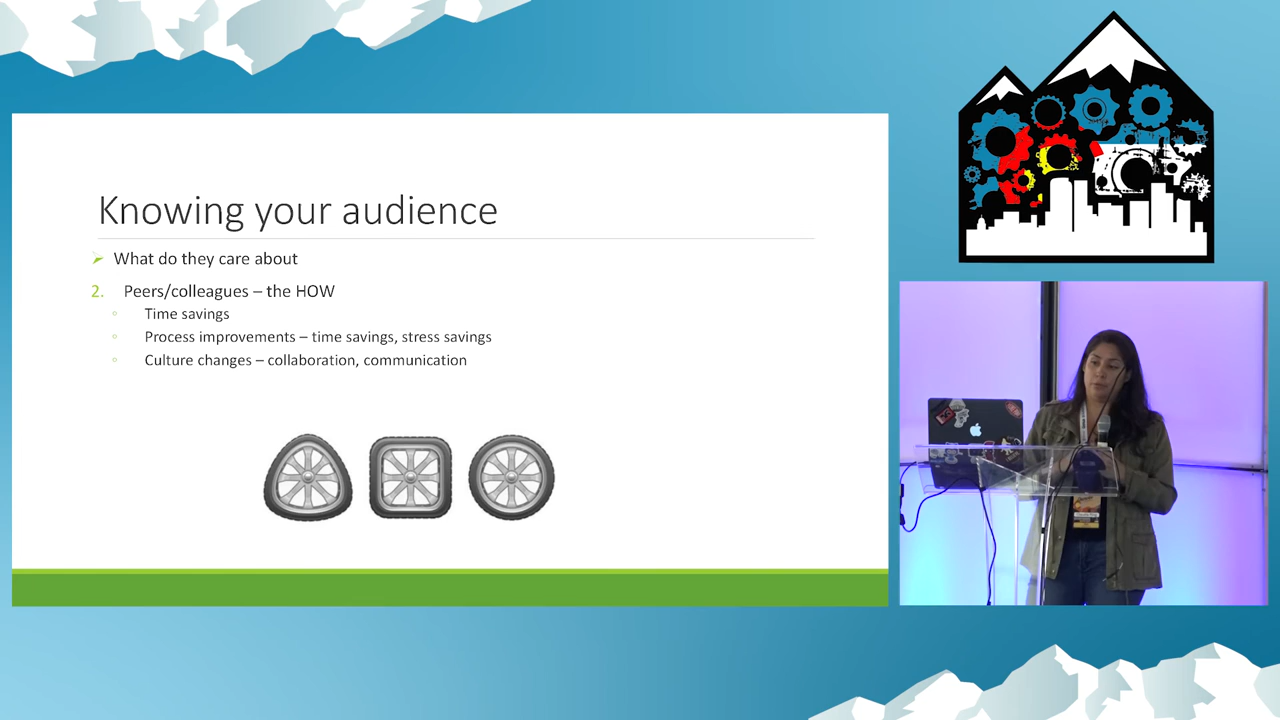 Knowing your audience
What do they care about
2. Peers/colleagues – the HOW
Time savings
Process improvements – time savings, stress savings
Culture changes – collaboration, communication